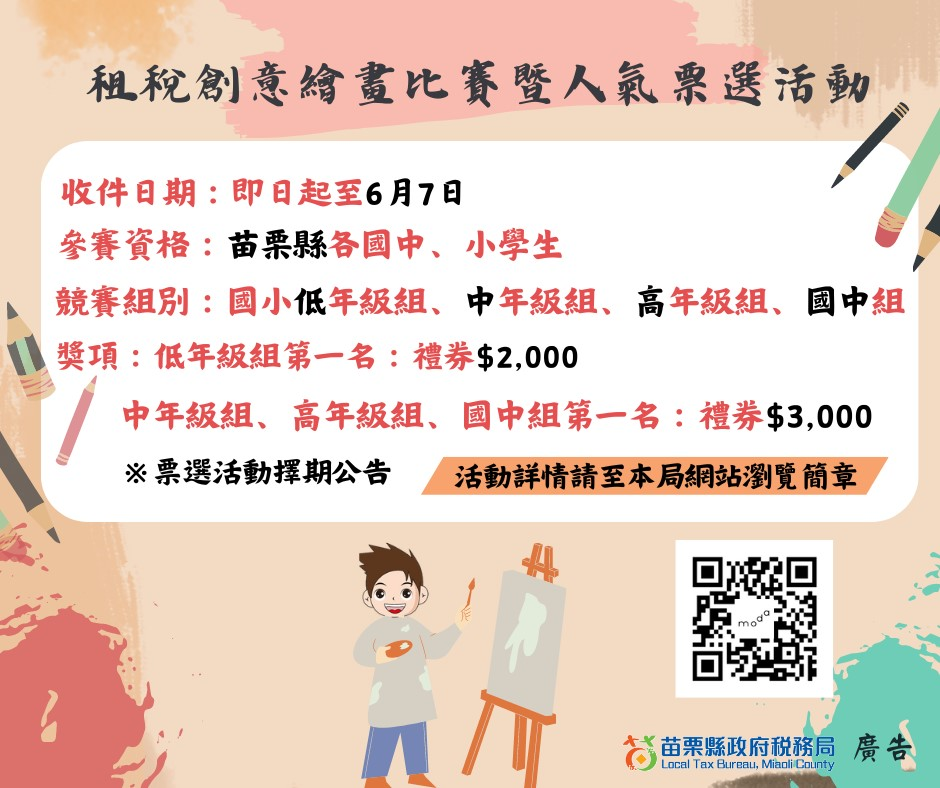 租稅創意繪畫比賽暨人氣票選活動
收件日期：即日起至6月7日
參賽資格：苗栗縣各國中、小學生
競賽組別：國小低年級組、中年級組、高年級組、國中組
獎項：低年級組第一名：禮券$2,000
中年級組、高年級組、國中組第一名：禮券$3,000
※票選活動擇期公告
活動詳情請至本局網站瀏覽簡章
moda
苗栗縣政府稅務局
Local Tax Bureau, Miaoli County
廣告